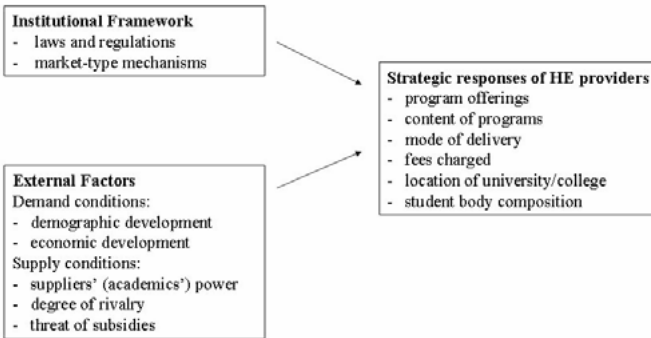 Institutional Framework
- laws and regulations
- market-type mechanisms
Strategic responses of HE providers
- program offerings
- content of programs
- mode of delivery
- fees charged
- location of university/college
- student body composition
External Factors
Demand conditions:
- demographic development
- economic development
Supply conditions:
- suppliers' (academics') power
- degree of rivalry
- threat of subsidies